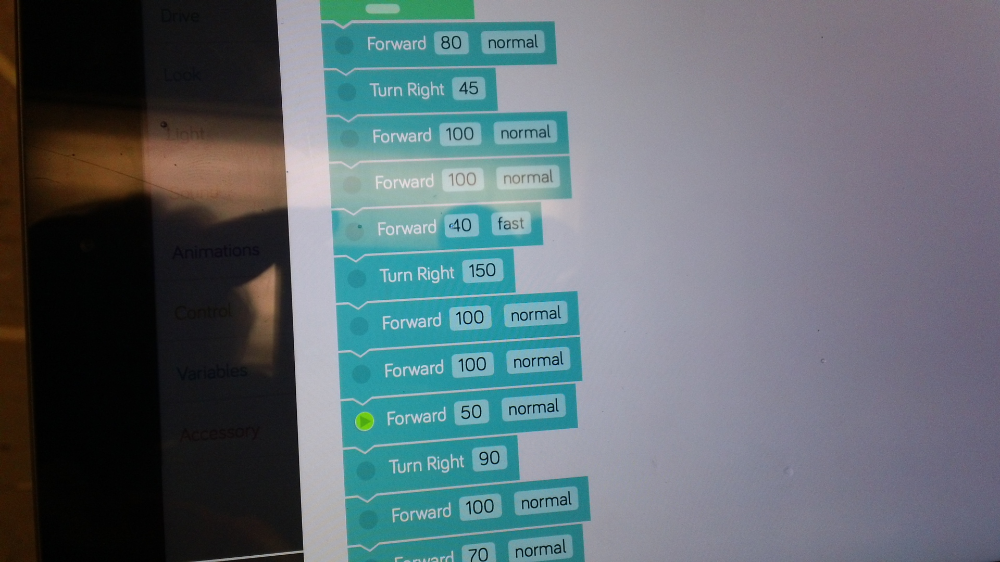 Drive
Look
Light
Sound
Animations
Control
Variables
Accessory
Forward 80 normal
Turn Right 45
Forward 100 normal
Forward 100 normal
Forward 40 fast
Turn Right 150
Forward 100 normal
Forward 100 normal
Forward 50 normal
Turn Right 90
Forward 100 normal
Forward 70 normal